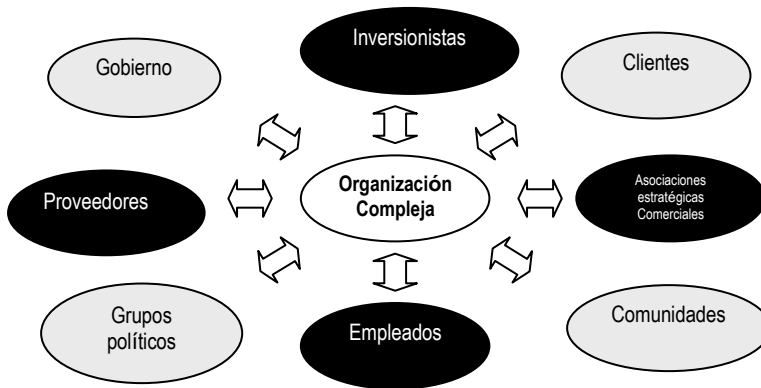 Inversionistas
Gobierno
Clientes
Proveedores
Organización
Compleja
Asociaciones
estratégicas
Comerciales
Grupos
políticos
Empleados
Comunidades